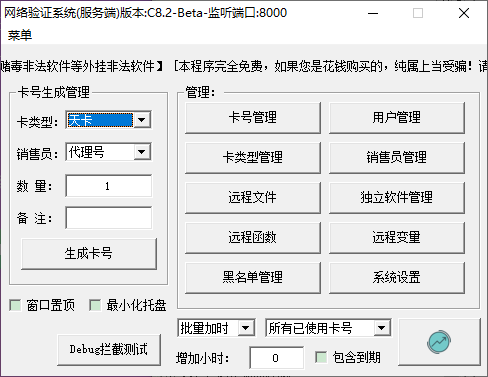 网络验证系统(服务端)版本:C8.2-Beta-监听端口:8000
菜单
赌毒非法软件等外挂非法软件】 [本程序完全免费，如果您是花钱购买的，纯属上当受骗！请
卡号生成管理
卡类型: 天卡
销售员: 代理号
数 量: 1
备 注:
生成卡号
管理:
卡号管理 用户管理
卡类型管理 销售员管理
远程文件 独立软件管理
远程函数 远程变量
黑名单管理 系统设置
窗口置顶 最小化托盘
Debug拦截测试
批量加时 所有已使用卡号
增加小时: 0 包含到期